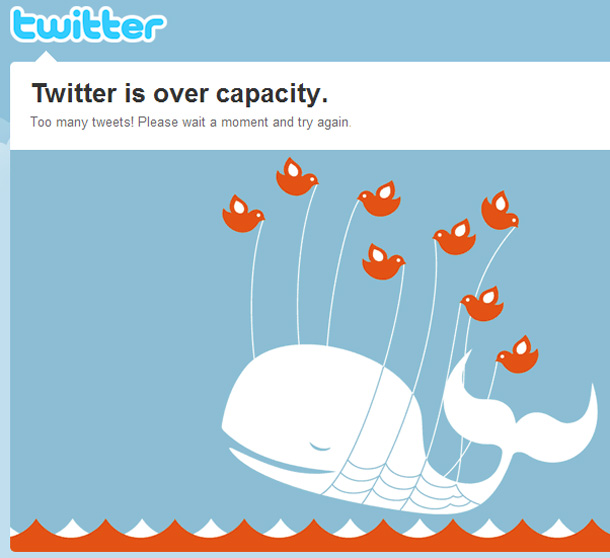 twitter
Twitter is over capacity.
Too many tweets! Please wait a moment and try again.